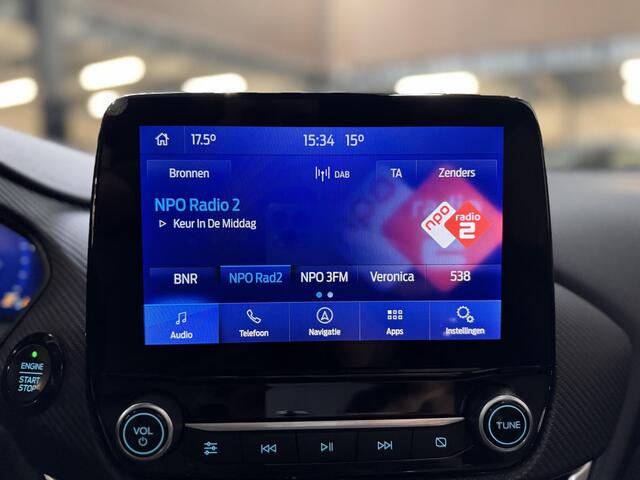 17.5°
15:34 15°
Bronnen
DAB
TA
Zenders
NPO Radio 2
Keur In De Middag
npo radio 2
BNR
NPO Rad2
NPO 3FM
Veronica
538
Audio
Telefoon
Navigatie
Apps
Instellingen
ENGINE
START
STOP
VOL
TUNE